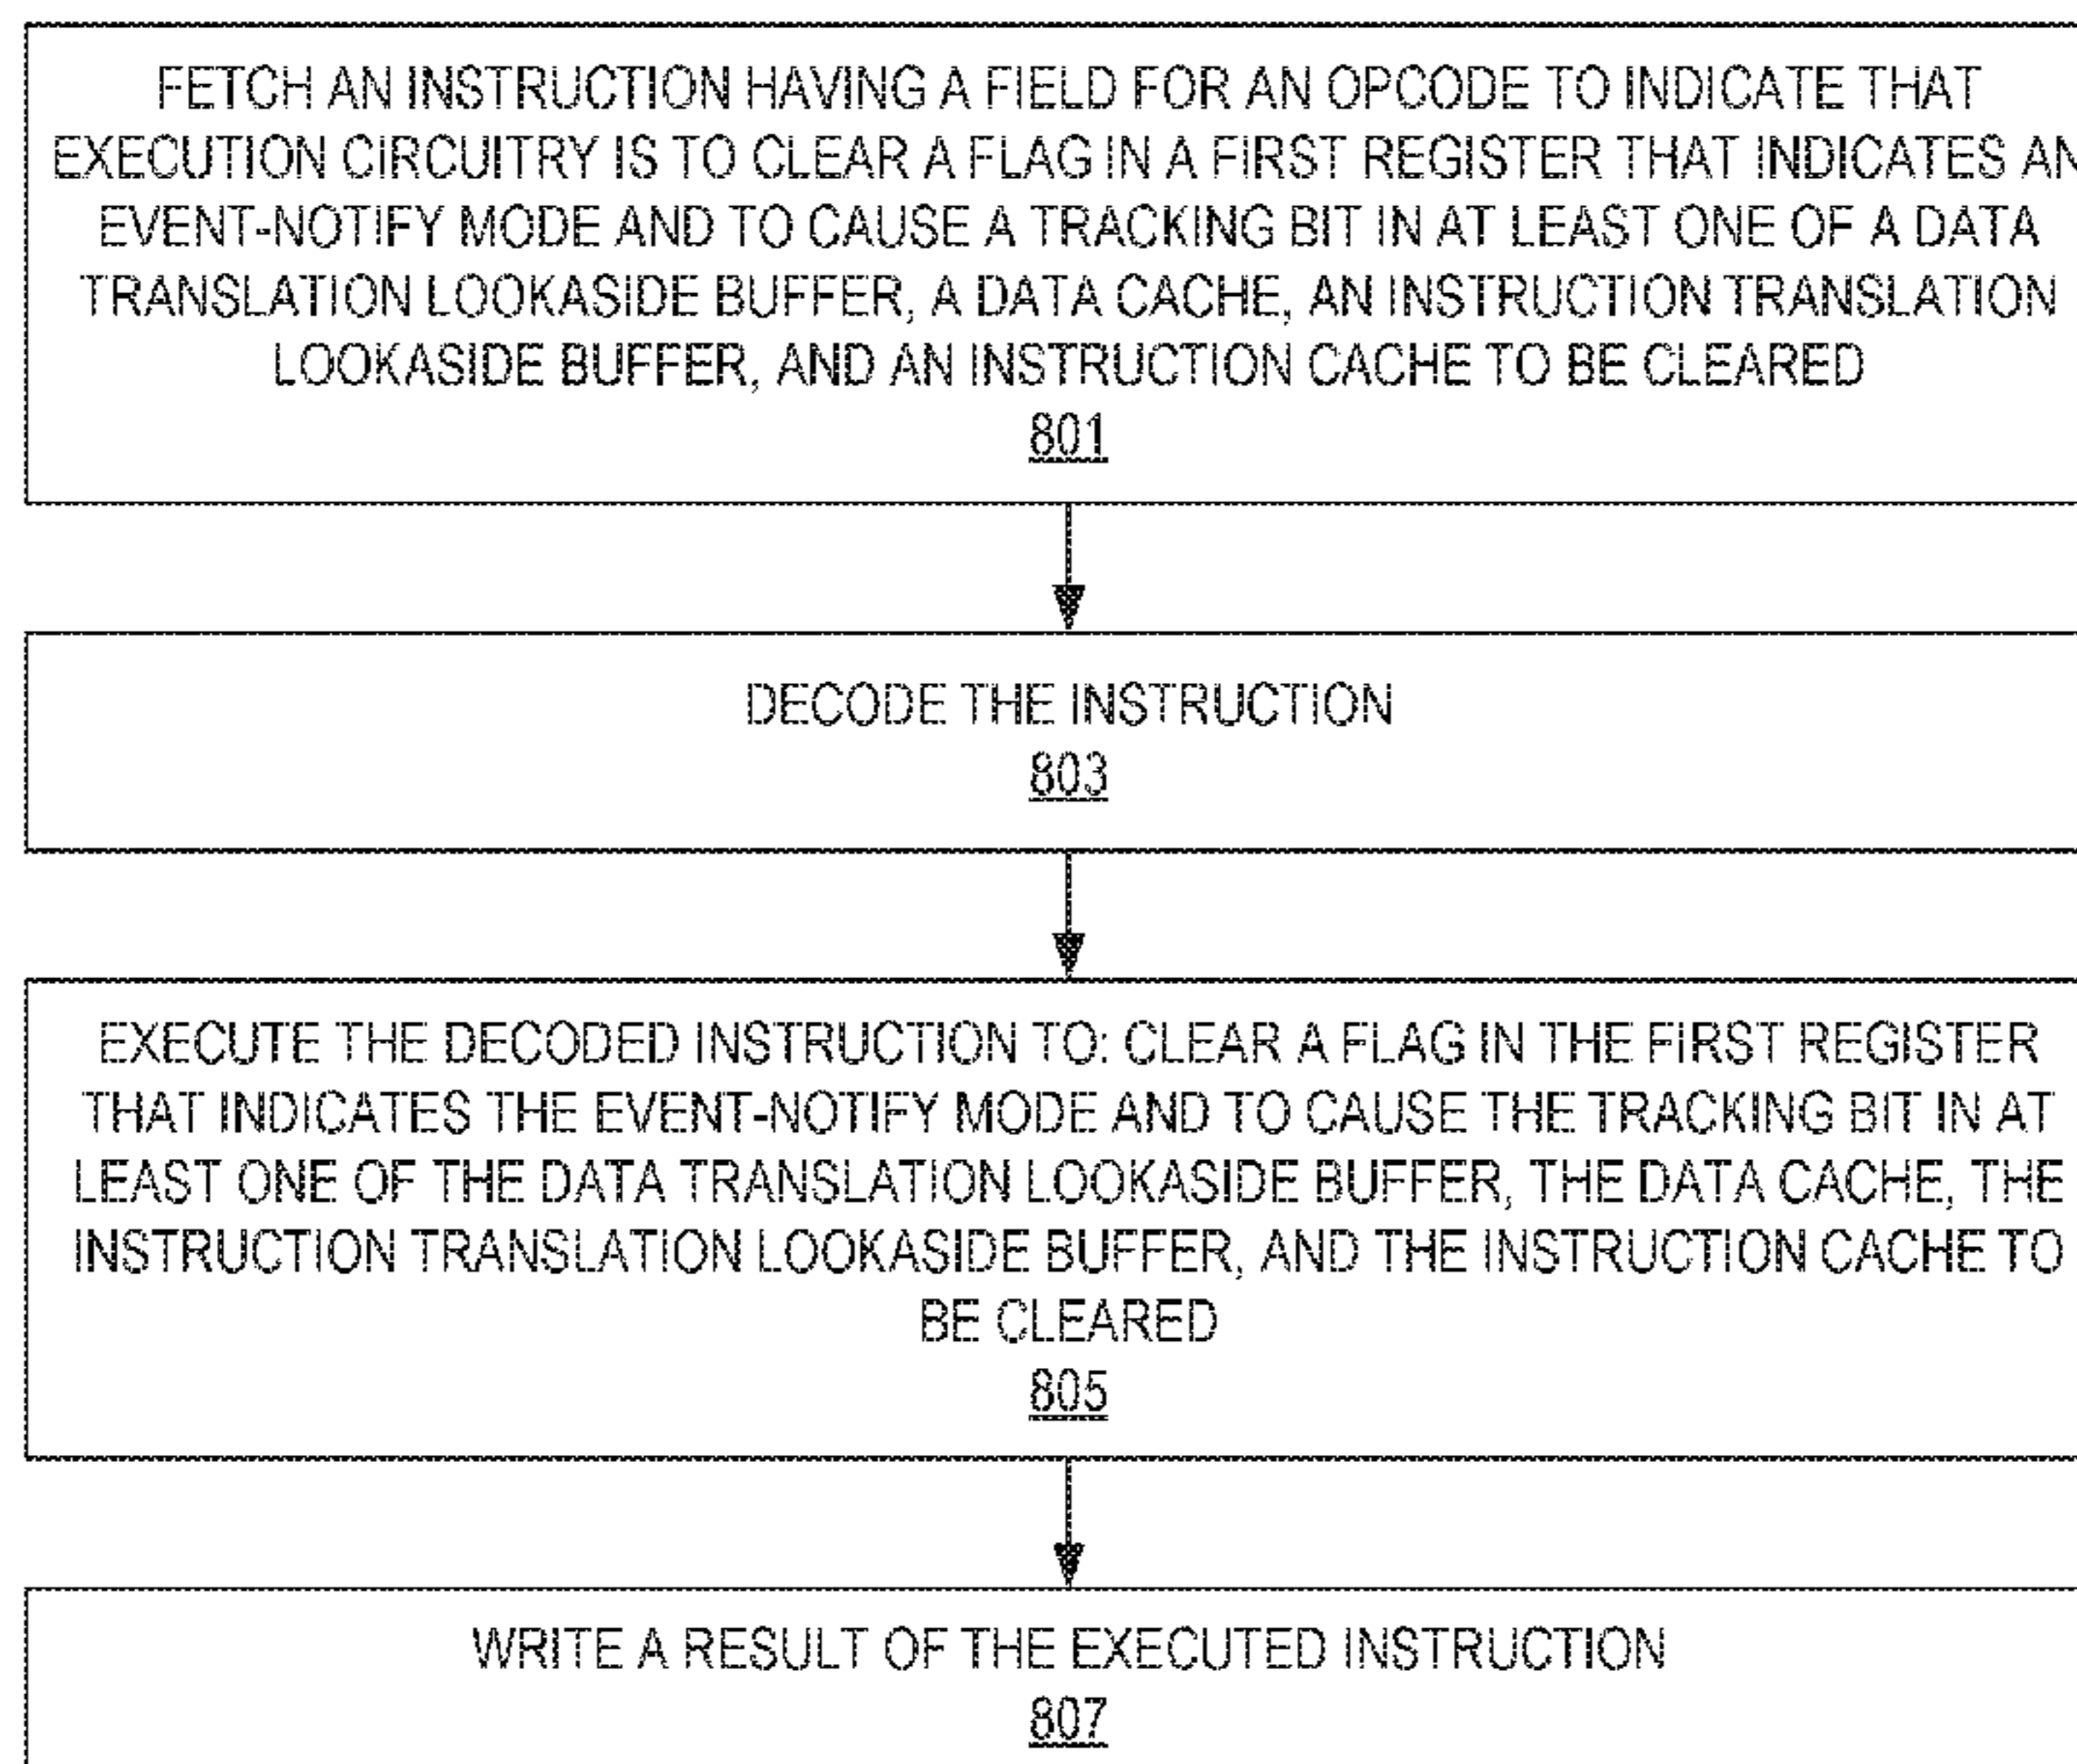 FETCH AN INSTRUCTION HAVING A FIELD FOR AN OPCODE TO INDICATE THAT
EXECUTION CIRCUITRY IS TO CLEAR A FLAG IN A FIRST REGISTER THAT INDICATES AN
EVENT-NOTIFY MODE AND TO CAUSE A TRACKING BIT IN AT LEAST ONE OF A DATA
TRANSLATION LOOKASIDE BUFFER, A DATA CACHE, AN INSTRUCTION TRANSLATION
LOOKASIDE BUFFER, AND AN INSTRUCTION CACHE TO BE CLEARED
801
DECODE THE INSTRUCTION
803
EXECUTE THE DECODED INSTRUCTION TO: CLEAR A FLAG IN THE FIRST REGISTER
THAT INDICATES THE EVENT-NOTIFY MODE AND TO CAUSE THE TRACKING BIT IN AT
LEAST ONE OF THE DATA TRANSLATION LOOKASIDE BUFFER, THE DATA CACHE, THE
INSTRUCTION TRANSLATION LOOKASIDE BUFFER, AND THE INSTRUCTION CACHE TO
BE CLEARED
805
WRITE A RESULT OF THE EXECUTED INSTRUCTION
807